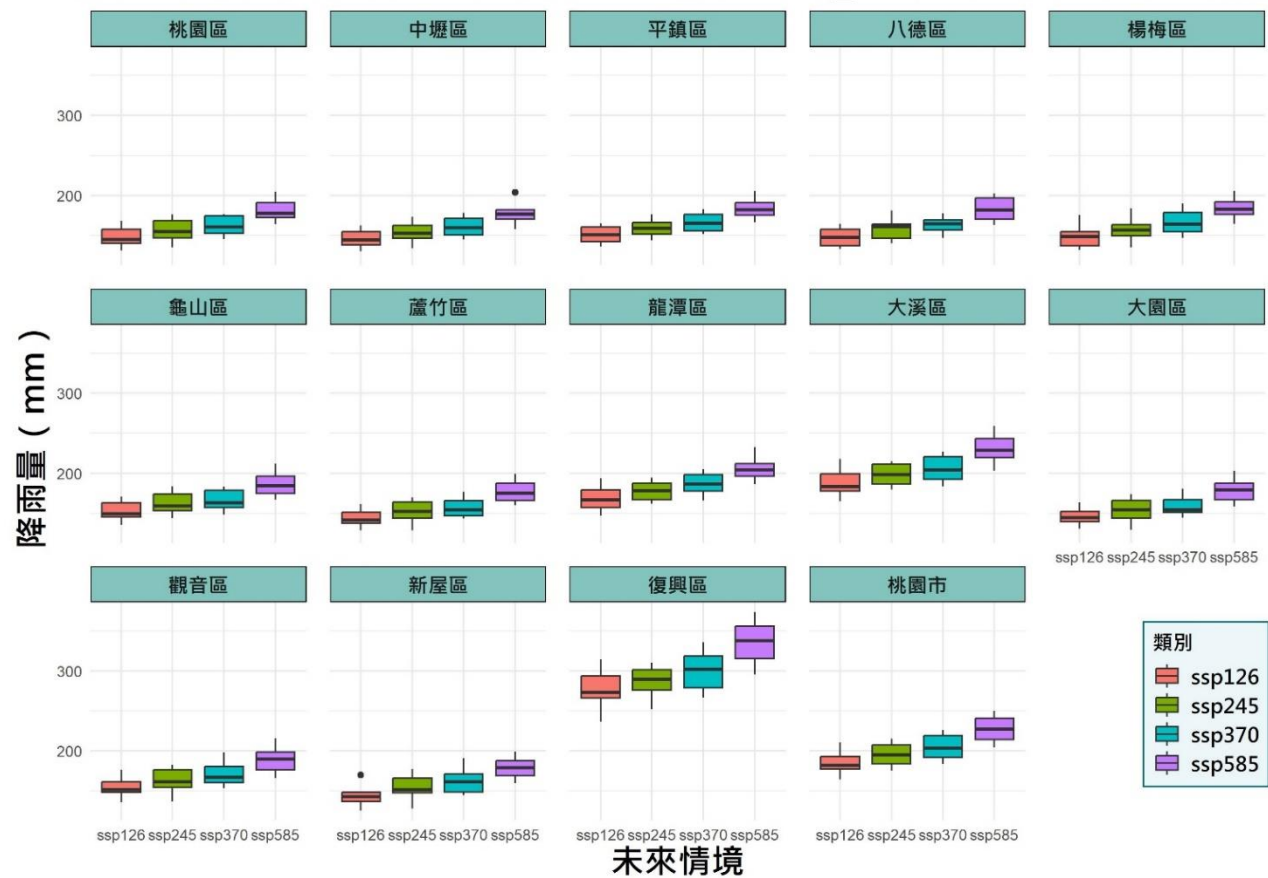 桃園區
中壢區
平鎮區
八德區
楊梅區
300
200
龜山區
蘆竹區
龍潭區
大溪區
大園區
300
200
ssp126 ssp245 ssp370 ssp585
觀音區
新屋區
復興區
桃園市
300
200
ssp126 ssp245 ssp370 ssp585
ssp126 ssp245 ssp370 ssp585
ssp126 ssp245 ssp370 ssp585
ssp126 ssp245 ssp370 ssp585
降雨量（mm）
未來情境
類別
ssp126
ssp245
ssp370
ssp585